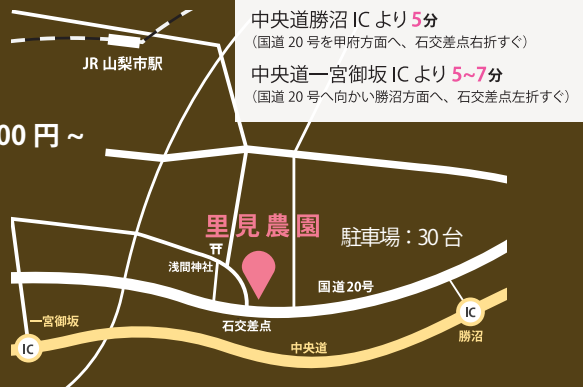 中央道勝沼 IC より 5分
（国道 20 号を甲府方面へ、石交差点右折すぐ）
中央道一宮御坂 IC より 5~7分
（国道 20 号へ向かい勝沼方面へ、石交差点左折すぐ）
JR 山梨市駅
00 円 ~
里見農園
駐車場：30 台
浅間神社
国道20号
石交差点
一宮御坂
IC
中央道
IC
勝沼